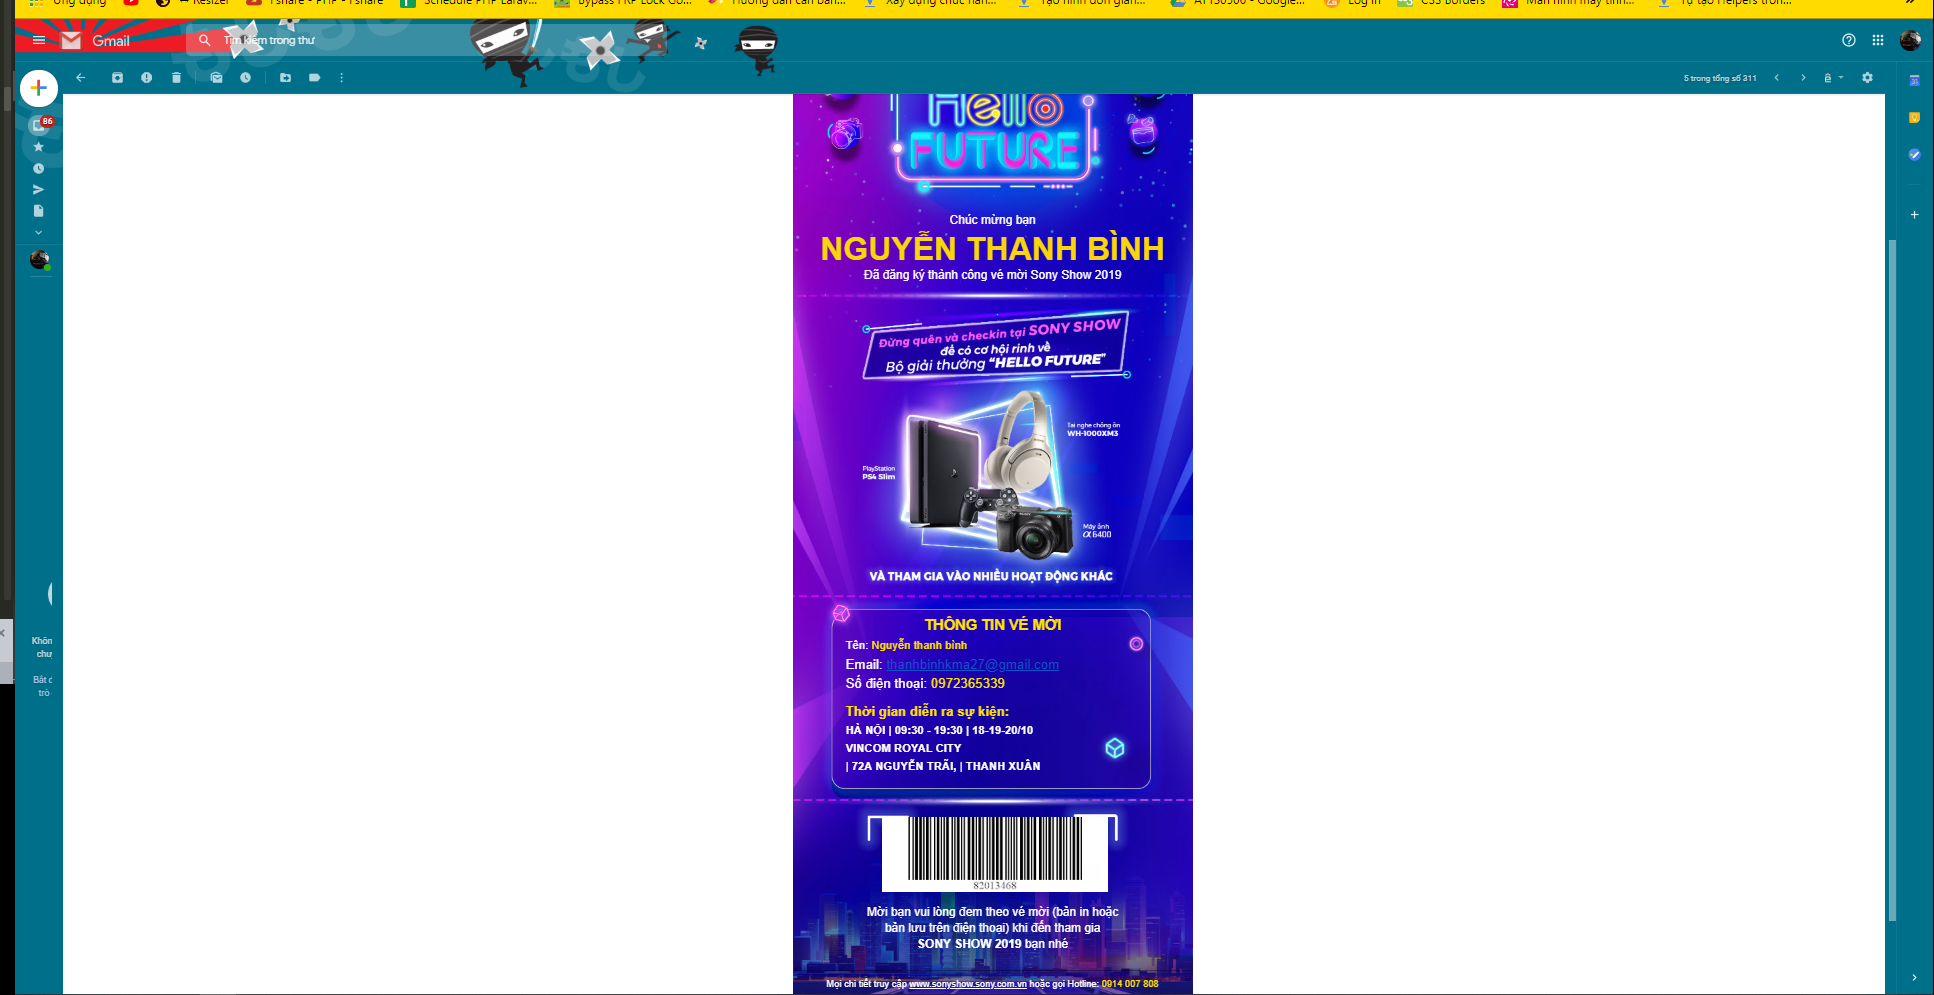 Ứng dụng
Resizer
Fshare - PHP - Fshare
Schedule PHP Larav...
Bypass FRP Lock Go...
Hướng dẫn căn bản...
Xây dựng chức năn...
Tạo hình đơn giản...
AT150300 - Google...
Log in
CSS Borders
Màn hình máy tính...
Tự tạo Helpers tron...
Gmail
Tìm kiếm trong thư
5 trong tổng số 311
86
Hello
FUTURE
Chúc mừng bạn
NGUYỄN THANH BÌNH
Đã đăng ký thành công vé mời Sony Show 2019
Đừng quên và checkin tại SONY SHOW
để có cơ hội rinh về
Bộ giải thưởng “HELLO FUTURE”
Tai nghe chống ồn
WH-1000XM3
PlayStation
PS4 Slim
Máy ảnh
α6400
VÀ THAM GIA VÀO NHIỀU HOẠT ĐỘNG KHÁC
Khôn
chu
Bắt đ
trò
THÔNG TIN VÉ MỜI
Tên: Nguyễn thanh bình
Email: thanhbinhkma27@gmail.com
Số điện thoại: 0972365339
Thời gian diễn ra sự kiện:
HÀ NỘI | 09:30 - 19:30 | 18-19-20/10
VINCOM ROYAL CITY
| 72A NGUYỄN TRÃI, | THANH XUÂN
82013468
Mời bạn vui lòng đem theo vé mời (bản in hoặc
bản lưu trên điện thoại) khi đến tham gia
SONY SHOW 2019 bạn nhé
Mọi chi tiết truy cập www.sonyshow.sony.com.vn hoặc gọi Hotline: 0914 007 808